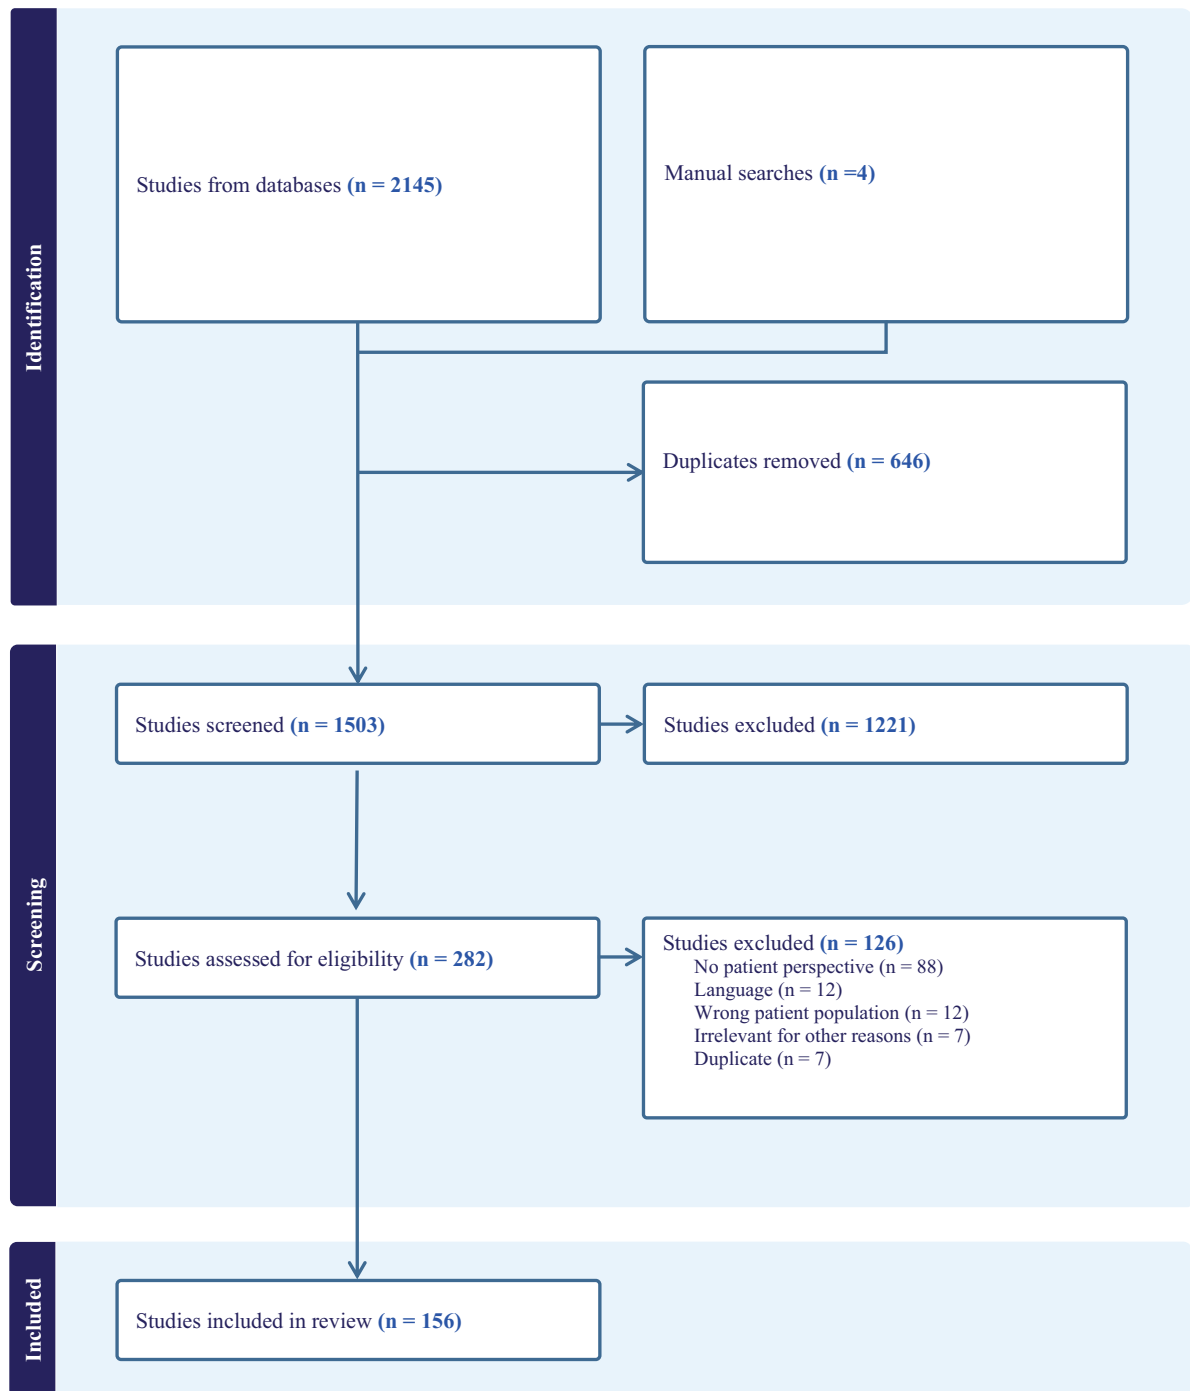 Identification
Studies from databases (n = 2145)
Manual searches (n =4)
Duplicates removed (n = 646)
Screening
Studies screened (n = 1503)
Studies excluded (n = 1221)
Studies assessed for eligibility (n = 282)
Studies excluded (n = 126)
No patient perspective (n = 88)
Language (n = 12)
Wrong patient population (n = 12)
Irrelevant for other reasons (n = 7)
Duplicate (n = 7)
Included
Studies included in review (n = 156)